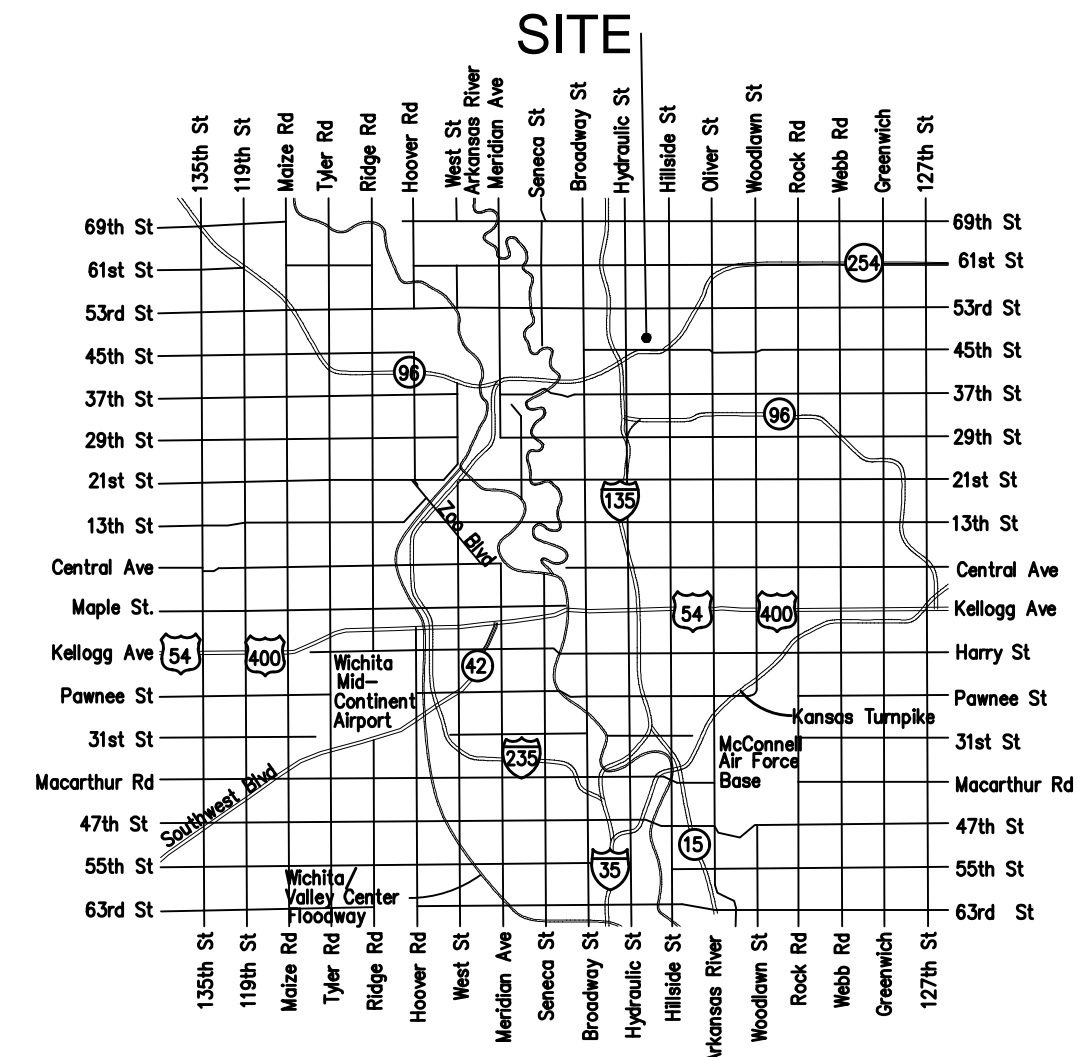 SITE
135th St
119th St
Maize Rd
Tyler Rd
Ridge Rd
Hoover Rd
West St
Arkansas River
Meridian Ave
Seneca St
Broadway St
Hydraulic St
Hillside St
Oliver St
Woodlawn St
Rock Rd
Webb Rd
Greenwich
127th St
69th St
69th St
61st St
254
61st St
53rd St
53rd St
45th St
45th St
96
37th St
37th St
96
29th St
29th St
21st St
21st St
135
13th St
13th St
Zoo Blvd
Central Ave
Central Ave
Maple St.
54
400
Kellogg Ave
Kellogg Ave
54
400
42
Harry St
Wichita
Mid-
Continent
Airport
Pawnee St
Pawnee St
Kansas Turnpike
31st St
31st St
235
McConnell
Air Force
Base
Macarthur Rd
Macarthur Rd
Southwest Blvd
47th St
47th St
15
55th St
35
55th St
Wichita/
Valley Center
Floodway
63rd St
63rd St
135th St
119th St
Maize Rd
Tyler Rd
Ridge Rd
Hoover Rd
West St
Meridian Ave
Seneca St
Broadway St
Hydraulic St
Hillside St
Arkansas River
Woodlawn St
Rock Rd
Webb Rd
Greenwich
127th St